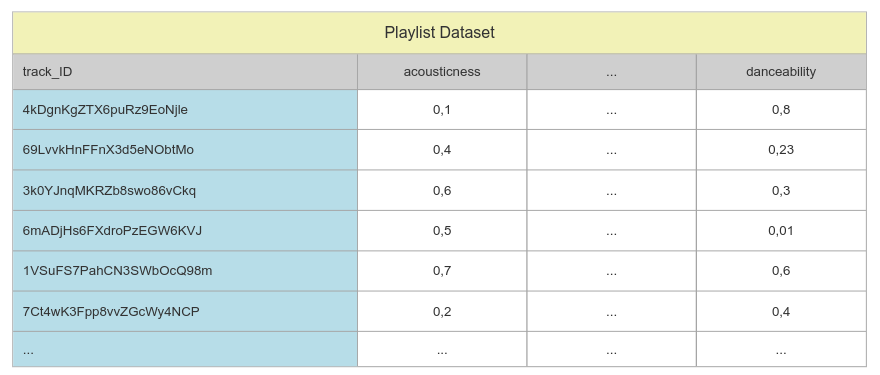 Playlist Dataset
track_ID acousticness ... danceability
4kDgnKgZTX6puRz9EoNjle 0,1 ... 0,8
69LvvkHnFFnX3d5eNObtMo 0,4 ... 0,23
3k0YJnqMKRZb8swo86vCkq 0,6 ... 0,3
6mADjHs6FXdroPzEGW6KVJ 0,5 ... 0,01
1VSuFS7PahCN3SWbOcQ98m 0,7 ... 0,6
7Ct4wK3Fpp8vvZGcWy4NCP 0,2 ... 0,4
... ... ... ...